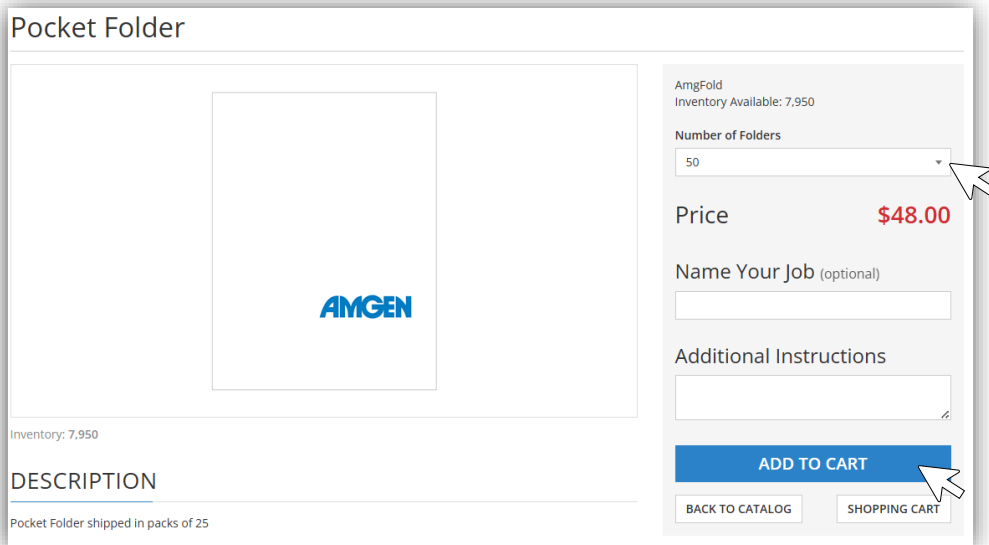 Pocket Folder
AMGEN
Inventory: 7,950
DESCRIPTION
Pocket Folder shipped in packs of 25
AmgFold
Inventory Available: 7,950
Number of Folders
50
Price $48.00
Name Your Job (optional)
Additional Instructions
ADD TO CART
BACK TO CATALOG SHOPPING CART